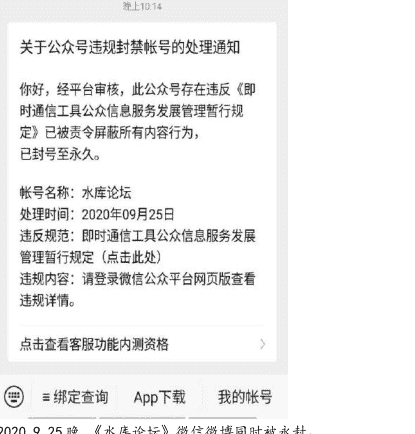 晚上10:14
关于公众号违规封禁帐号的处理通知
你好，经平台审核，此公众号存在违反《即
时通信工具公众信息服务发展管理暂行规
定》已被责令屏蔽所有内容行为，
已封号至永久。
帐号名称：水库论坛
处理时间：2020年09月25日
违反规范：即时通信工具公众信息服务发展
管理暂行规定（点击此处）
违规内容：请登录微信公众平台网页版查看
违规详情。
点击查看客服功能内测资格
≡ 绑定查询 App下载 我的帐号
2020.9.25晚，《水库论坛》微信微博同时被永封。